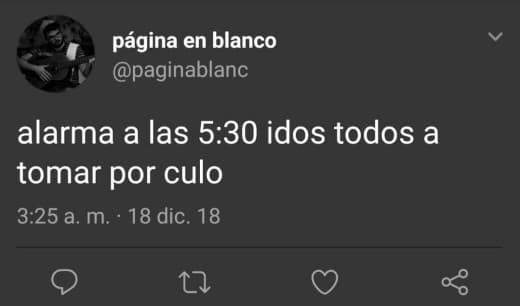 página en blanco
@paginablanc
alarma a las 5:30 idos todos a
tomar por culo
3:25 a. m. · 18 dic. 18